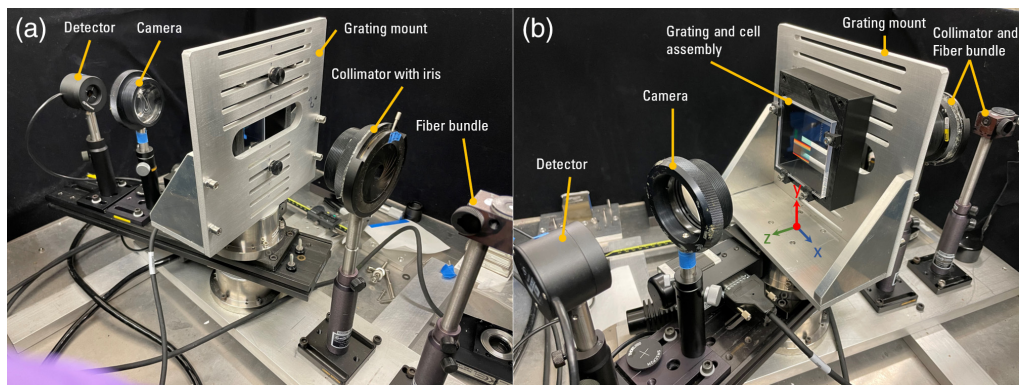 (a)
Detector
Camera
Grating mount
Collimator with iris
Fiber bundle
(b)
Grating and cell
assembly
Grating mount
Collimator and
Fiber bundle
Camera
Detector
Y
Z
X